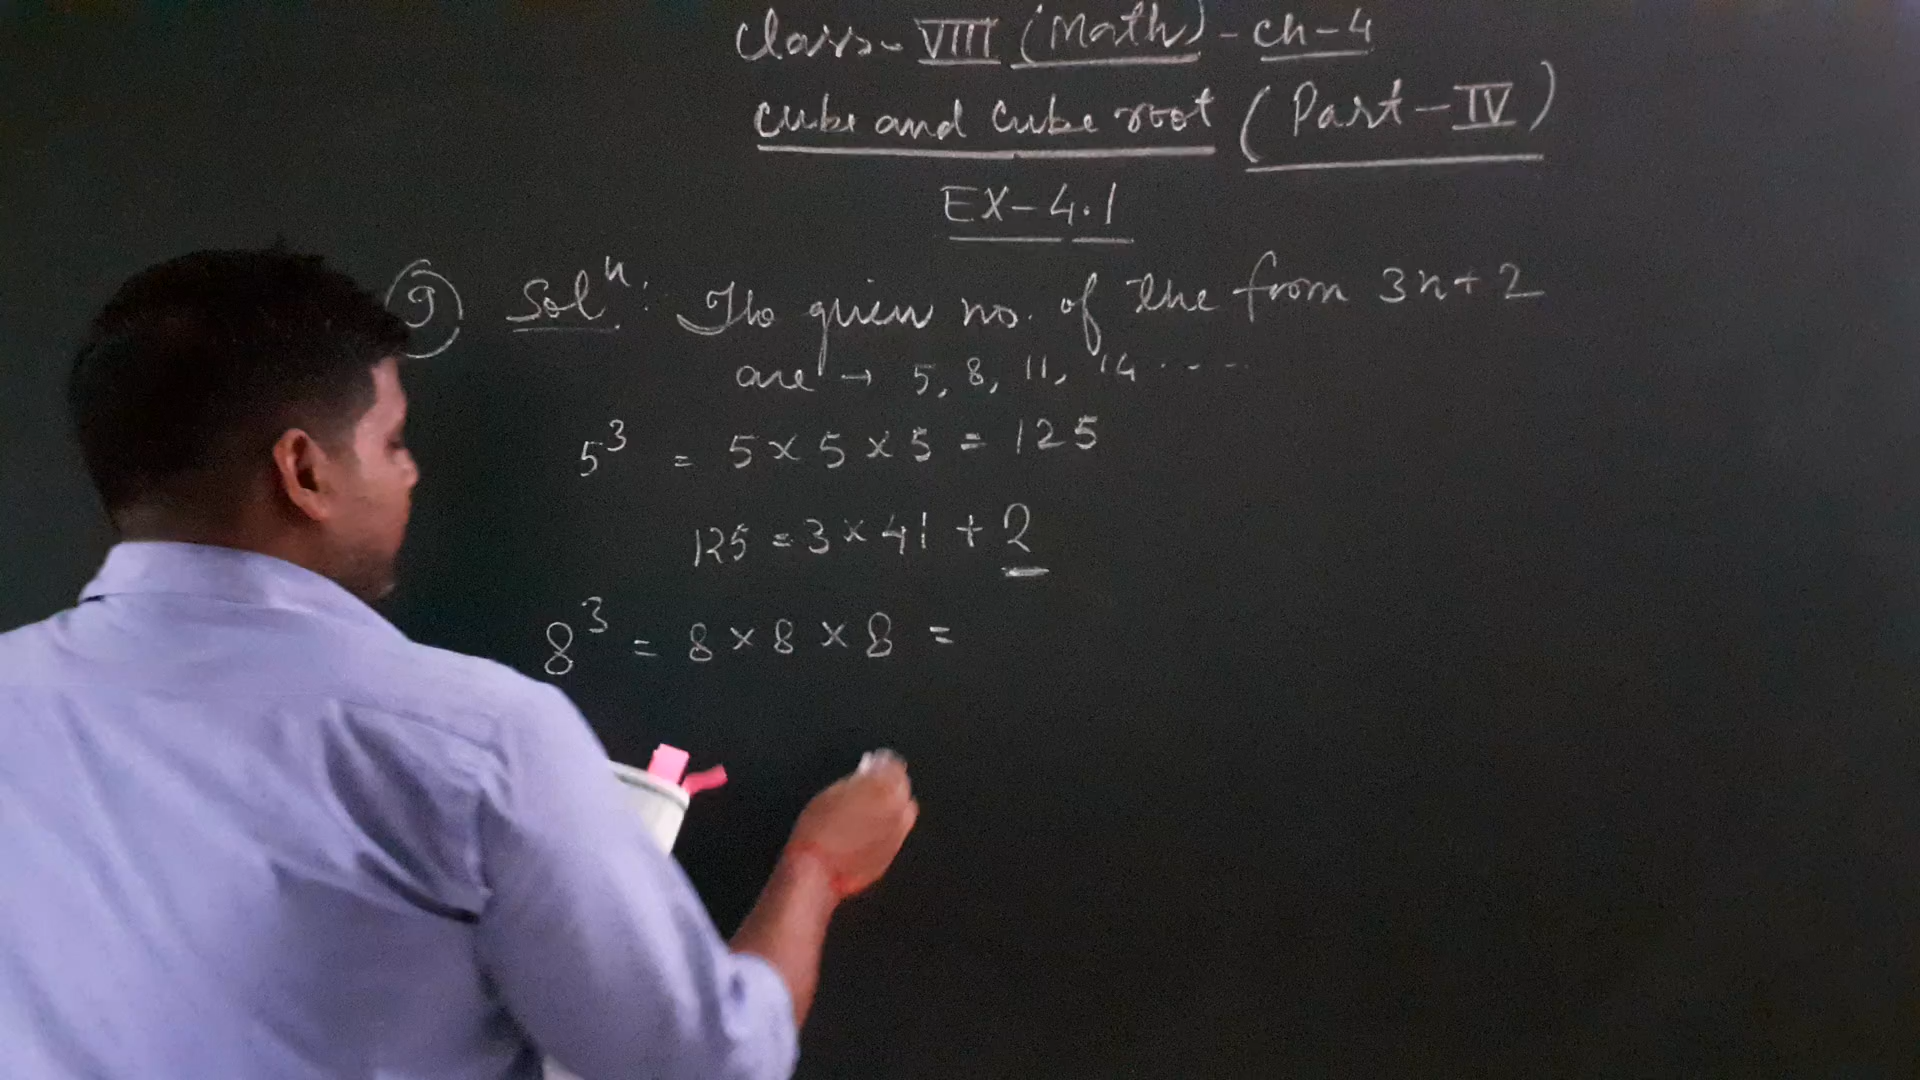 Class-VIII (Math)-ch-4
cube and cube root (Part-IV)
EX-4.1
9 Solⁿ: The given no. of the from 3n+2
are → 5, 8, 11, 14 .....
5³ = 5×5×5 = 125
125 = 3×41 + 2
8³ = 8×8×8 =